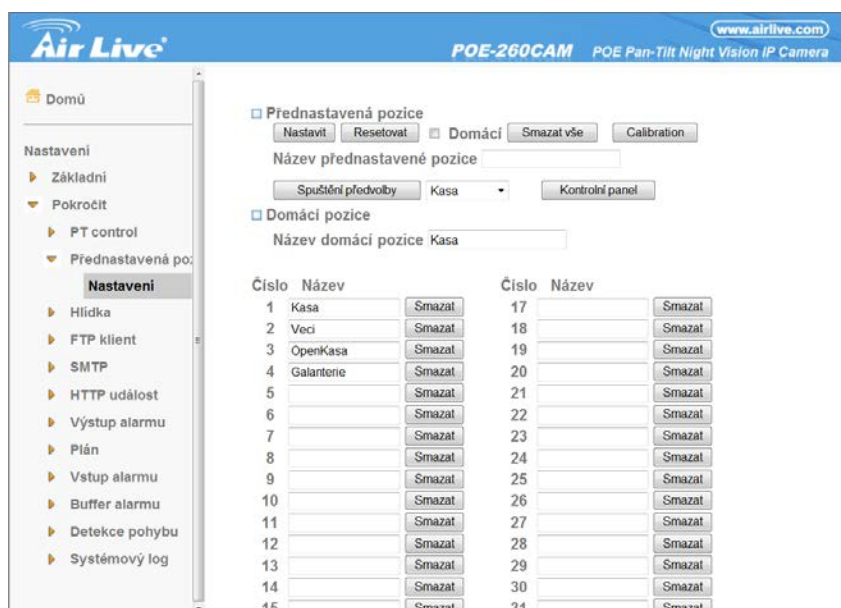 Air Live®
www.airlive.com
POE-260CAM POE Pan-Tilt Night Vision IP Camera
Domů
Nastavení
Základní
Pokročit
PT control
Přednastavená poz
Nastavení
Hlídka
FTP klient
SMTP
HTTP událost
Výstup alarmu
Plán
Vstup alarmu
Buffer alarmu
Detekce pohybu
Systémový log
Přednastavená pozice
Nastavit Resetovat Domácí Smazat vše Calibration
Název přednastavené pozice
Spuštění předvolby Kasa Kontrolní panel
Domácí pozice
Název domácí pozice Kasa
Číslo Název Číslo Název
1 Kasa Smazat 17 Smazat
2 Veci Smazat 18 Smazat
3 OpenKasa Smazat 19 Smazat
4 Galanterie Smazat 20 Smazat
5 Smazat 21 Smazat
6 Smazat 22 Smazat
7 Smazat 23 Smazat
8 Smazat 24 Smazat
9 Smazat 25 Smazat
10 Smazat 26 Smazat
11 Smazat 27 Smazat
12 Smazat 28 Smazat
13 Smazat 29 Smazat
14 Smazat 30 Smazat
15 Smazat 31 Smazat